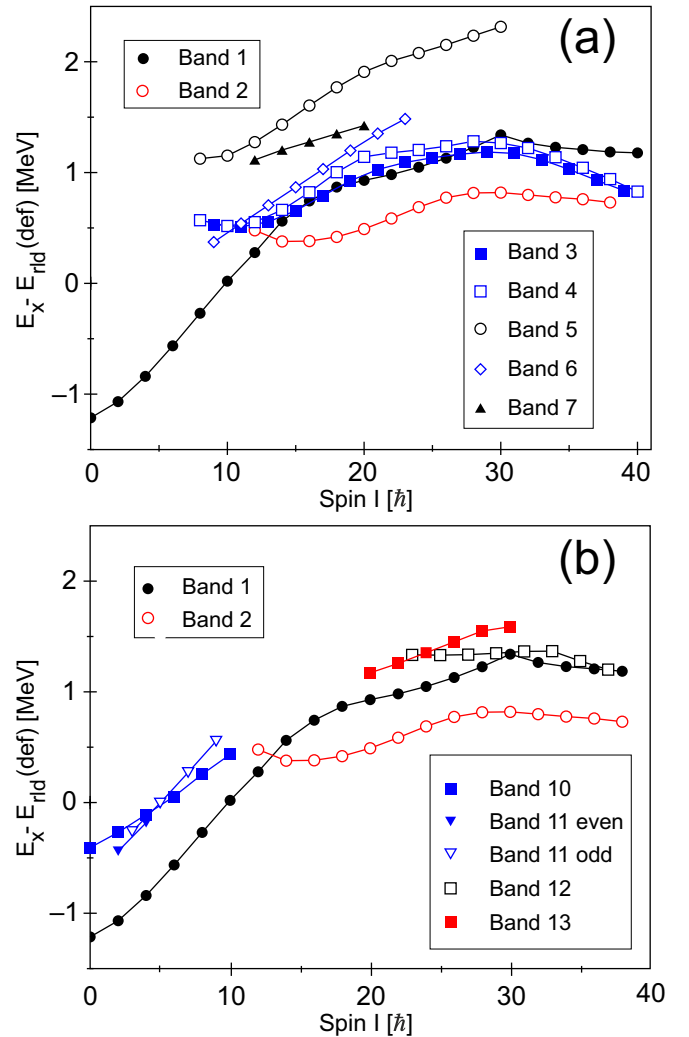 (a)
Band 1
Band 2
2
1
0
–1
E_x- E_rld(def) [MeV]
Band 3
Band 4
Band 5
Band 6
Band 7
0 10 20 30 40
Spin I [ℏ]
(b)
Band 1
Band 2
2
1
0
–1
E_x- E_rld(def) [MeV]
Band 10
Band 11 even
Band 11 odd
Band 12
Band 13
0 10 20 30 40
Spin I [ℏ]